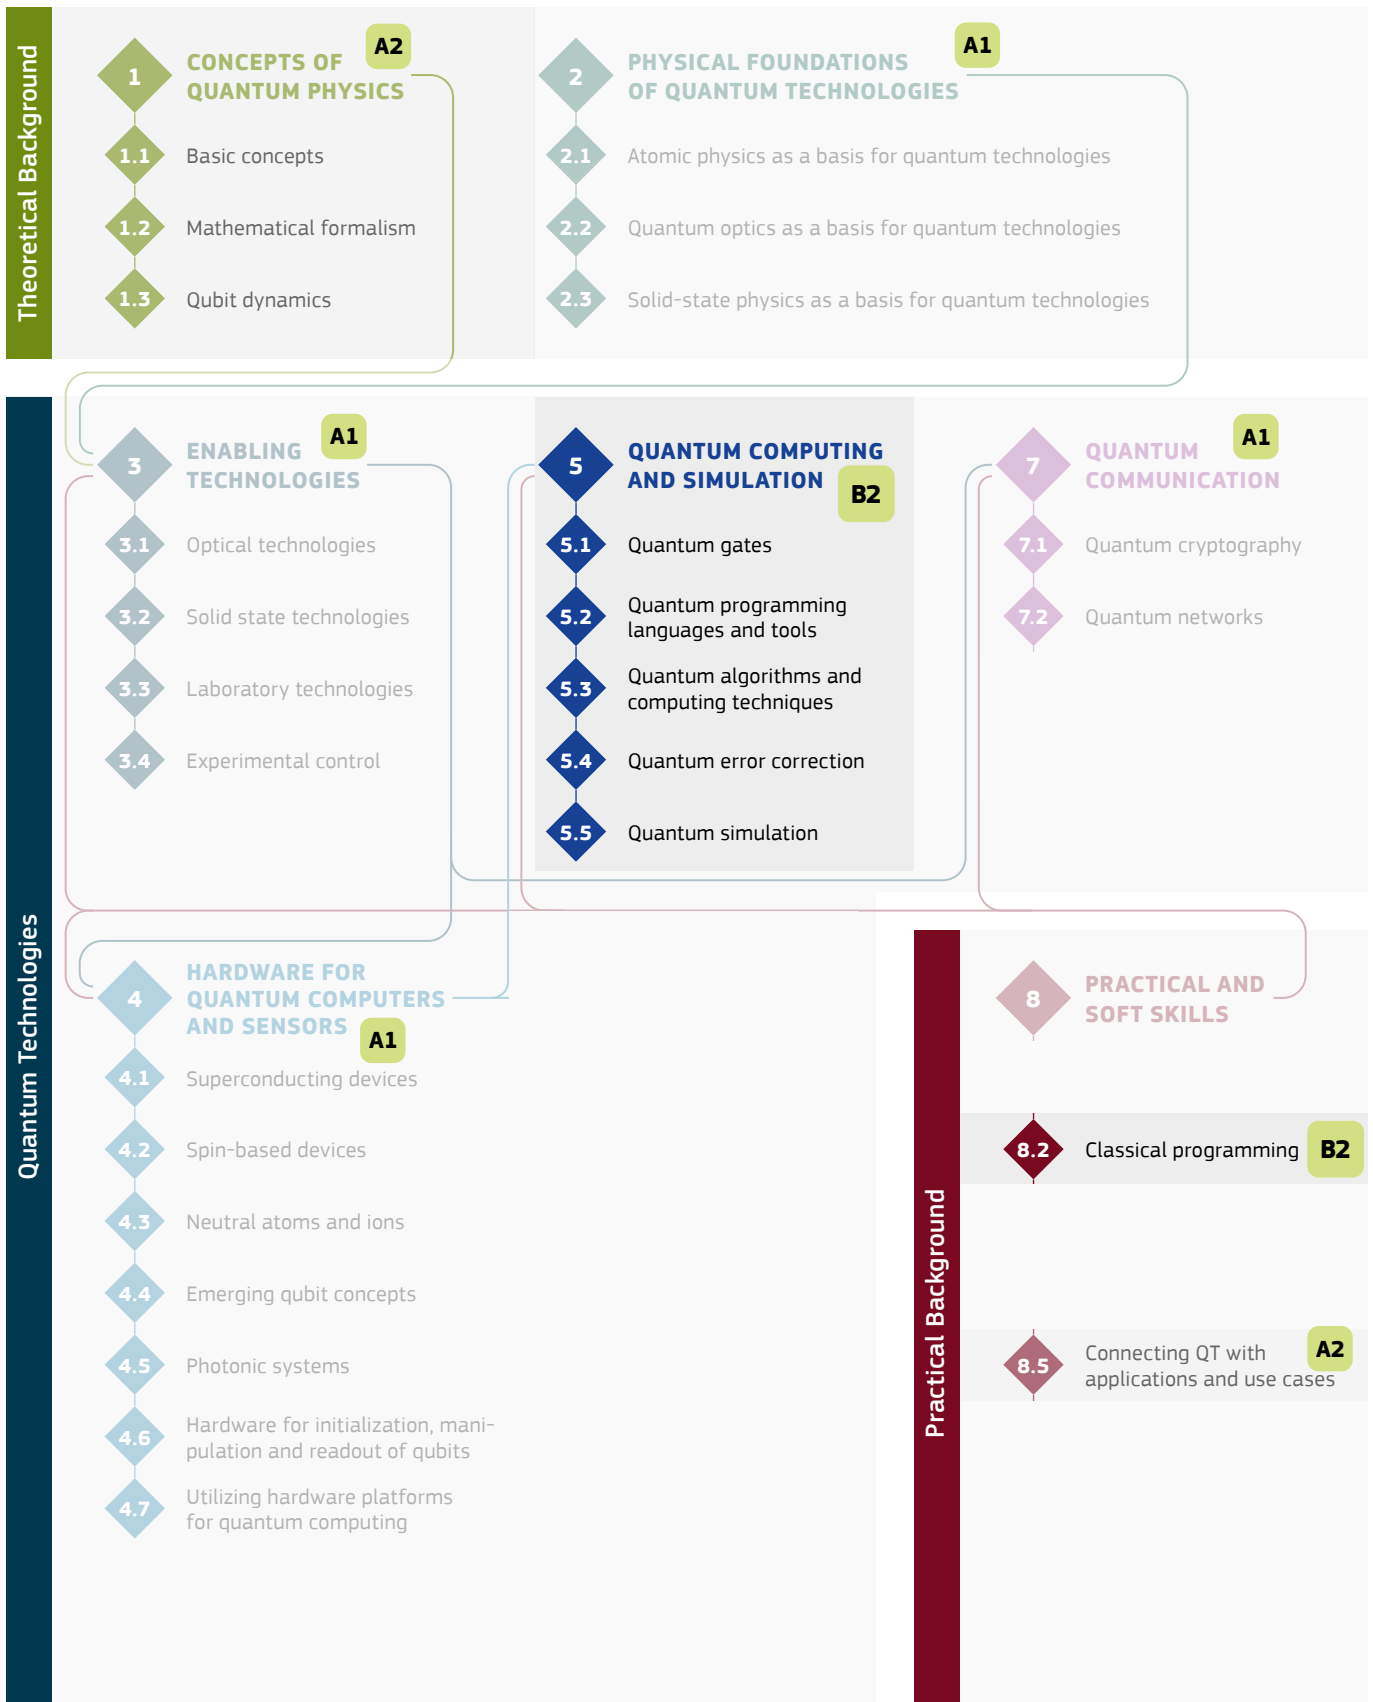 Theoretical Background
1
CONCEPTS OF
QUANTUM PHYSICS
A2
1.1
Basic concepts
1.2
Mathematical formalism
1.3
Qubit dynamics
2
PHYSICAL FOUNDATIONS
OF QUANTUM TECHNOLOGIES
A1
2.1
Atomic physics as a basis for quantum technologies
2.2
Quantum optics as a basis for quantum technologies
2.3
Solid-state physics as a basis for quantum technologies
Quantum Technologies
3
ENABLING
TECHNOLOGIES
A1
3.1
Optical technologies
3.2
Solid state technologies
3.3
Laboratory technologies
3.4
Experimental control
5
QUANTUM COMPUTING
AND SIMULATION
B2
5.1
Quantum gates
5.2
Quantum programming
languages and tools
5.3
Quantum algorithms and
computing techniques
5.4
Quantum error correction
5.5
Quantum simulation
7
QUANTUM
COMMUNICATION
A1
7.1
Quantum cryptography
7.2
Quantum networks
4
HARDWARE FOR
QUANTUM COMPUTERS
AND SENSORS
A1
4.1
Superconducting devices
4.2
Spin-based devices
4.3
Neutral atoms and ions
4.4
Emerging qubit concepts
4.5
Photonic systems
4.6
Hardware for initialization, mani-
pulation and readout of qubits
4.7
Utilizing hardware platforms
for quantum computing
Practical Background
8
PRACTICAL AND
SOFT SKILLS
8.2
Classical programming
B2
8.5
Connecting QT with
applications and use cases
A2